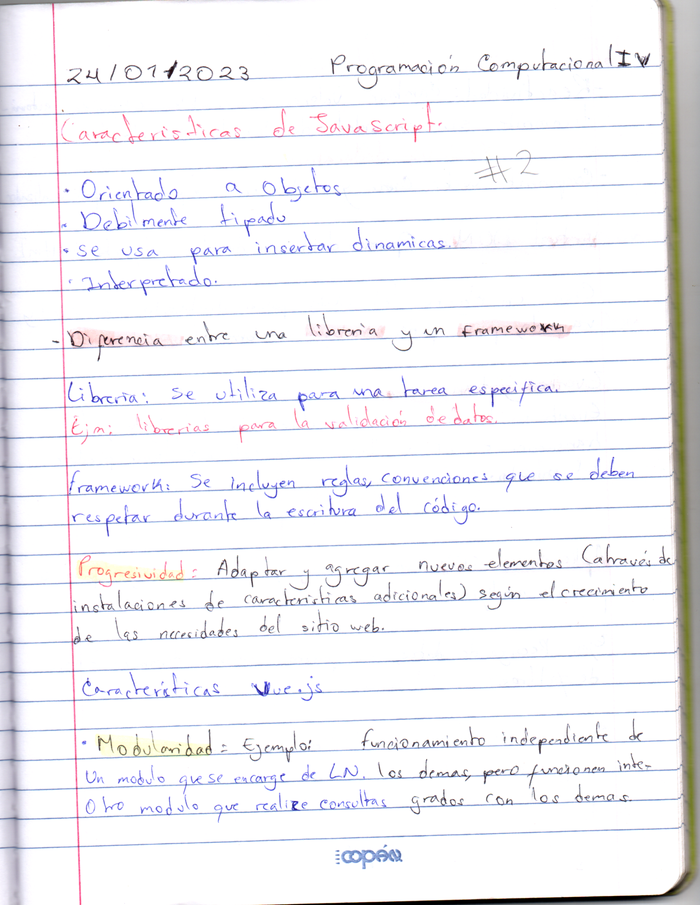 24/01/2023 Programación Computacional IV
Caracteristicas de JavaScript.
#2
· Orientado a Objetos
· Debilmente tipado
· se usa para insertar dinamicas.
· Interpretado.
- Diferencia entre una libreria y un framework
Libreria: Se utiliza para una tarea especifica.
Ejm: librerias para la validación de datos.
framework: Se incluyen reglas, convenciones que se deben
respetar durante la escritura del código.
Progresividad = Adaptar y agregar nuevos elementos (através de
instalaciones de caracteristicas adicionales) según el crecimiento
de las necesidades del sitio web.
Características Vue.js
· Modularidad = Ejemplo: funcionamiento independiente de
Un modulo que se encarge de LN. los demas, pero funcionen inte-
Otro modulo que realize consultas grados con los demas.
copán